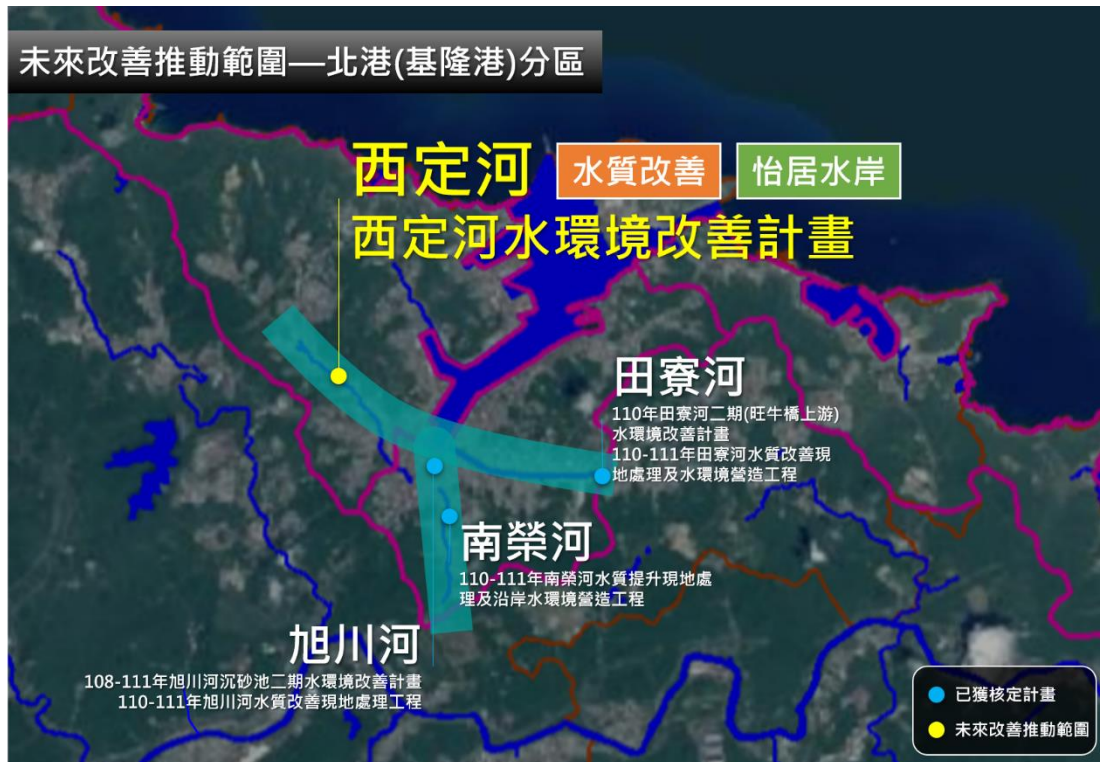 未來改善推動範圍—北港(基隆港)分區
西定河
水質改善
怡居水岸
西定河水環境改善計畫
田寮河
110年田寮河二期(旺牛橋上游)
水環境改善計畫
110-111年田寮河水質改善現
地處理及水環境營造工程
南榮河
110-111年南榮河水質提升現地處
理及沿岸水環境營造工程
旭川河
108-111年旭川河沉砂池二期水環境改善計畫
110-111年旭川河水質改善現地處理工程
已獲核定計畫
未來改善推動範圍